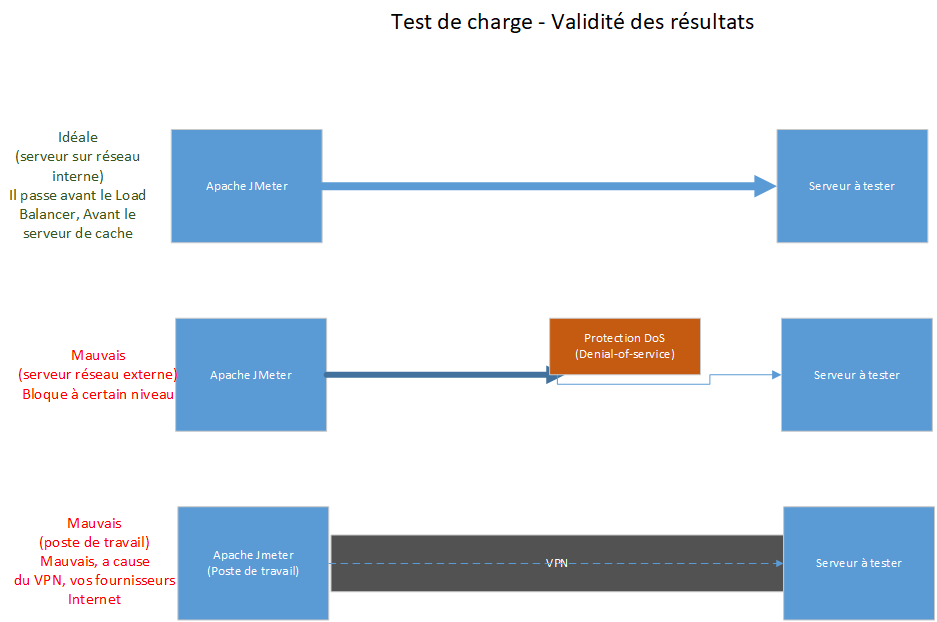 Test de charge - Validité des résultats
Idéale
(serveur sur réseau
interne)
Il passe avant le Load
Balancer, Avant le
serveur de cache
Apache JMeter
Serveur à tester
Mauvais
(serveur réseau externe)
Bloque à certain niveau
Apache JMeter
Protection DoS
(Denial-of-service)
Serveur à tester
Mauvais
(poste de travail)
Mauvais, a cause
du VPN, vos fournisseurs
Internet
Apache Jmeter
(Poste de travail)
VPN
Serveur à tester